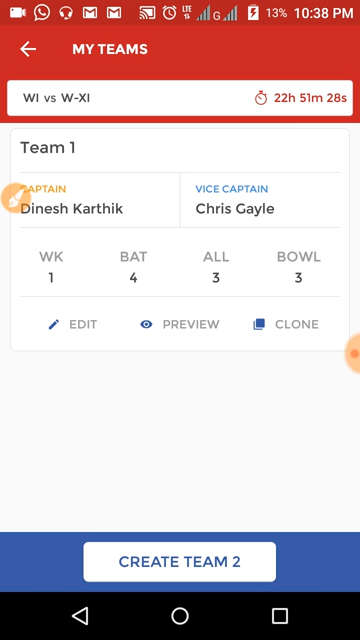 LTE G 13% 10:38 PM
MY TEAMS
WI vs W-XI 22h 51m 28s
Team 1
CAPTAIN VICE CAPTAIN
Dinesh Karthik Chris Gayle
WK BAT ALL BOWL
1 4 3 3
EDIT PREVIEW CLONE
CREATE TEAM 2